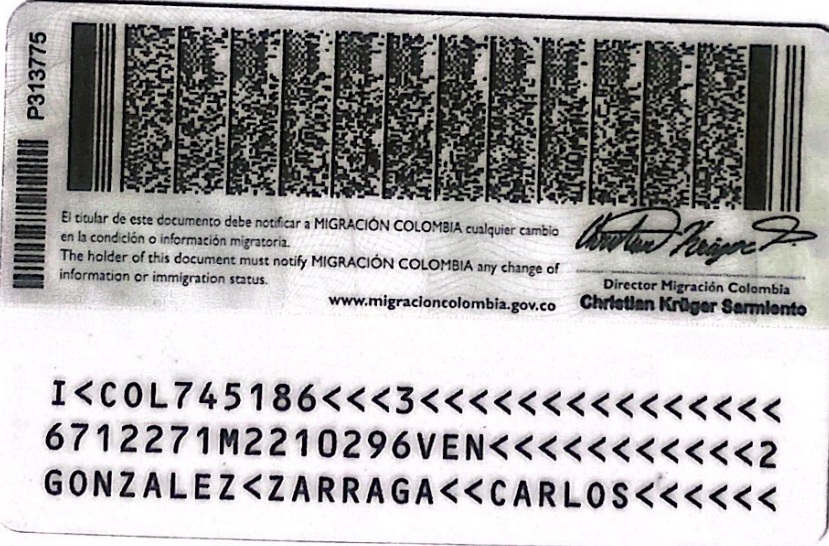 P313775
El titular de este documento debe notificar a MIGRACIÓN COLOMBIA cualquier cambio
en la condición o información migratoria.
The holder of this document must notify MIGRACIÓN COLOMBIA any change of
information or immigration status.
www.migracioncolombia.gov.co
Christian Krüger S.
Director Migración Colombia
Christian Krüger Sarmiento
I<COL745186<<<3<<<<<<<<<<<<<<<
6712271M2210296VEN<<<<<<<<<<<2
GONZALEZ<ZARRAGA<<CARLOS<<<<<<